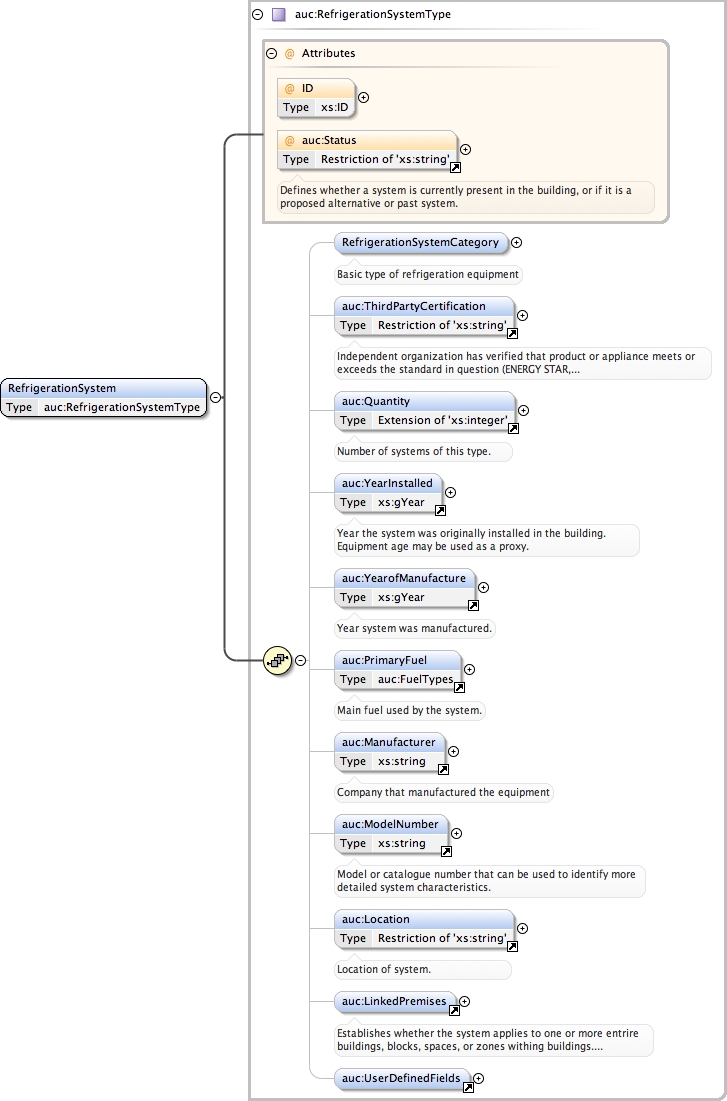 auc:RefrigerationSystemType
@ Attributes
@ ID
Type xs:ID
@ auc:Status
Type Restriction of 'xs:string'
Defines whether a system is currently present in the building, or if it is a
proposed alternative or past system.
RefrigerationSystem
Type auc:RefrigerationSystemType
RefrigerationSystemCategory
Basic type of refrigeration equipment
auc:ThirdPartyCertification
Type Restriction of 'xs:string'
Independent organization has verified that product or appliance meets or
exceeds the standard in question (ENERGY STAR,...
auc:Quantity
Type Extension of 'xs:integer'
Number of systems of this type.
auc:YearInstalled
Type xs:gYear
Year the system was originally installed in the building.
Equipment age may be used as a proxy.
auc:YearofManufacture
Type xs:gYear
Year system was manufactured.
auc:PrimaryFuel
Type auc:FuelTypes
Main fuel used by the system.
auc:Manufacturer
Type xs:string
Company that manufactured the equipment
auc:ModelNumber
Type xs:string
Model or catalogue number that can be used to identify more
detailed system characteristics.
auc:Location
Type Restriction of 'xs:string'
Location of system.
auc:LinkedPremises
Establishes whether the system applies to one or more entrire
buildings, blocks, spaces, or zones withing buildings....
auc:UserDefinedFields